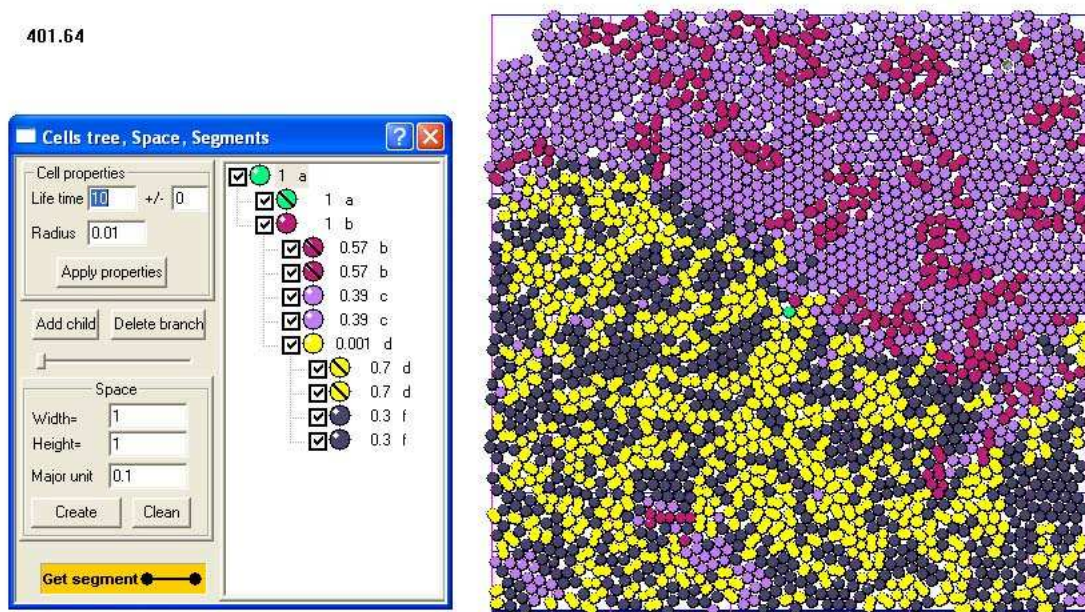 401.64
Cells tree, Space, Segments
Cell properties
Life time 10 +/- 0
Radius 0.01
Apply properties
Add child Delete branch
Space
Width= 1
Height= 1
Major unit 0.1
Create Clean
Get segment
1 a
1 a
1 b
0.57 b
0.57 b
0.39 c
0.39 c
0.001 d
0.7 d
0.7 d
0.3 f
0.3 f